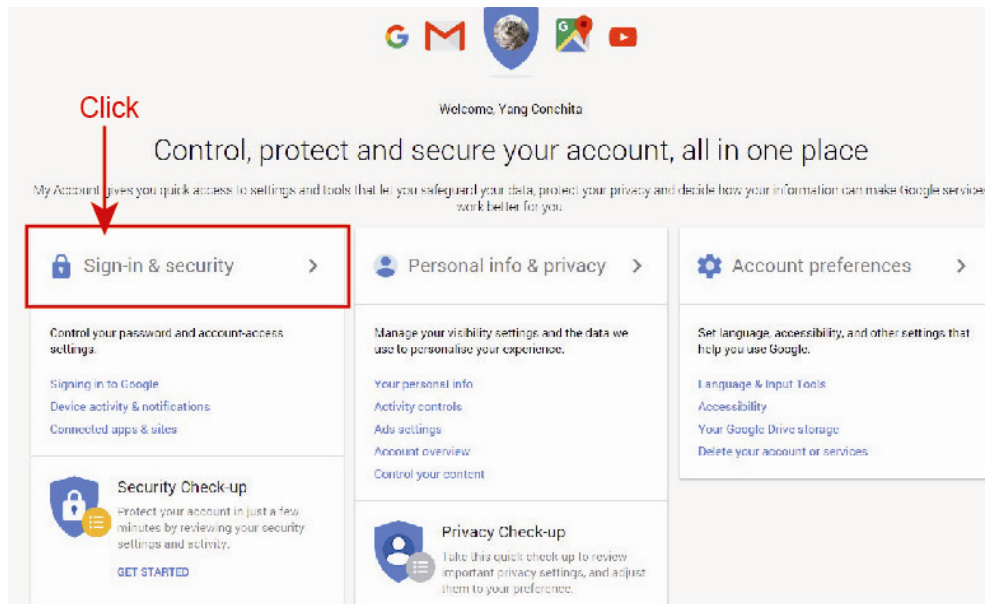 Click
Welcome, Yang Conchita
Control, protect and secure your account, all in one place
My Account gives you quick access to settings and tools that let you safeguard your data, protect your privacy and decide how your information can make Google services
work better for you
Sign-in & security
Control your password and account-access
settings.
Signing in to Google
Device activity & notifications
Connected apps & sites
Security Check-up
Protect your account in just a few
minutes by reviewing your security
settings and activity.
GET STARTED
Personal info & privacy
Manage your visibility settings and the data we
use to personalise your experience.
Your personal info
Activity controls
Ads settings
Account overview
Control your content
Privacy Check-up
Take this quick check-up to review
important privacy settings, and adjust
them to your preference.
Account preferences
Set language, accessibility, and other settings that
help you use Google.
Language & Input Tools
Accessibility
Your Google Drive storage
Delete your account or services